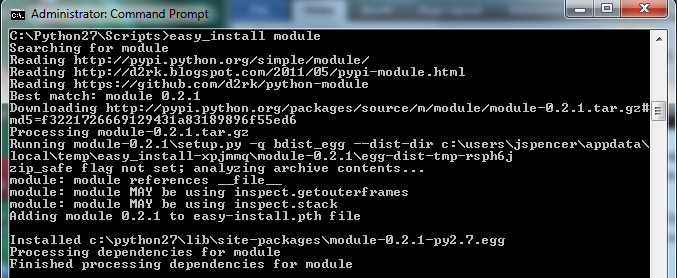 Administrator: Command Prompt
C:\Python27\Scripts>easy_install module
Searching for module
Reading http://pypi.python.org/simple/module/
Reading http://d2rk.blogspot.com/2011/05/pypi-module.html
Reading https://github.com/d2rk/python-module
Best match: module 0.2.1
Downloading http://pypi.python.org/packages/source/m/module/module-0.2.1.tar.gz#
md5=f3221726669129431a83189896f55ed6
Processing module-0.2.1.tar.gz
Running module-0.2.1\setup.py -q bdist_egg --dist-dir c:\users\jspencer\appdata\
local\temp\easy_install-xpjmmq\module-0.2.1\egg-dist-tmp-rsph6j
zip_safe flag not set; analyzing archive contents...
module: module references __file__
module: module MAY be using inspect.getouterframes
module: module MAY be using inspect.stack
Adding module 0.2.1 to easy-install.pth file
Installed c:\python27\lib\site-packages\module-0.2.1-py2.7.egg
Processing dependencies for module
Finished processing dependencies for module